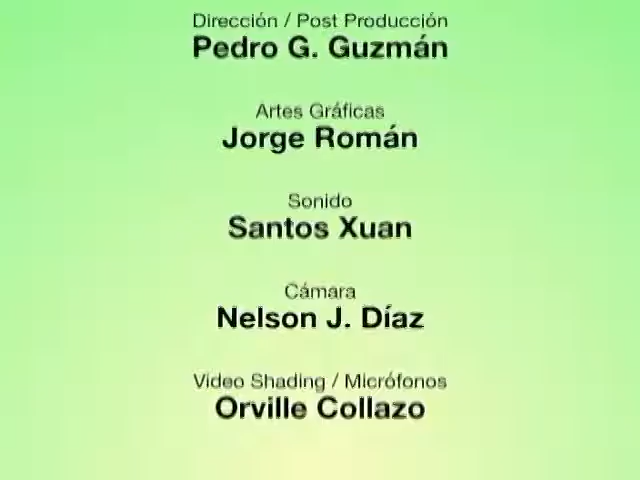 Dirección / Post Producción
Pedro G. Guzmán
Artes Gráficas
Jorge Román
Sonido
Santos Xuan
Cámara
Nelson J. Díaz
Video Shading / Micrófonos
Orville Collazo